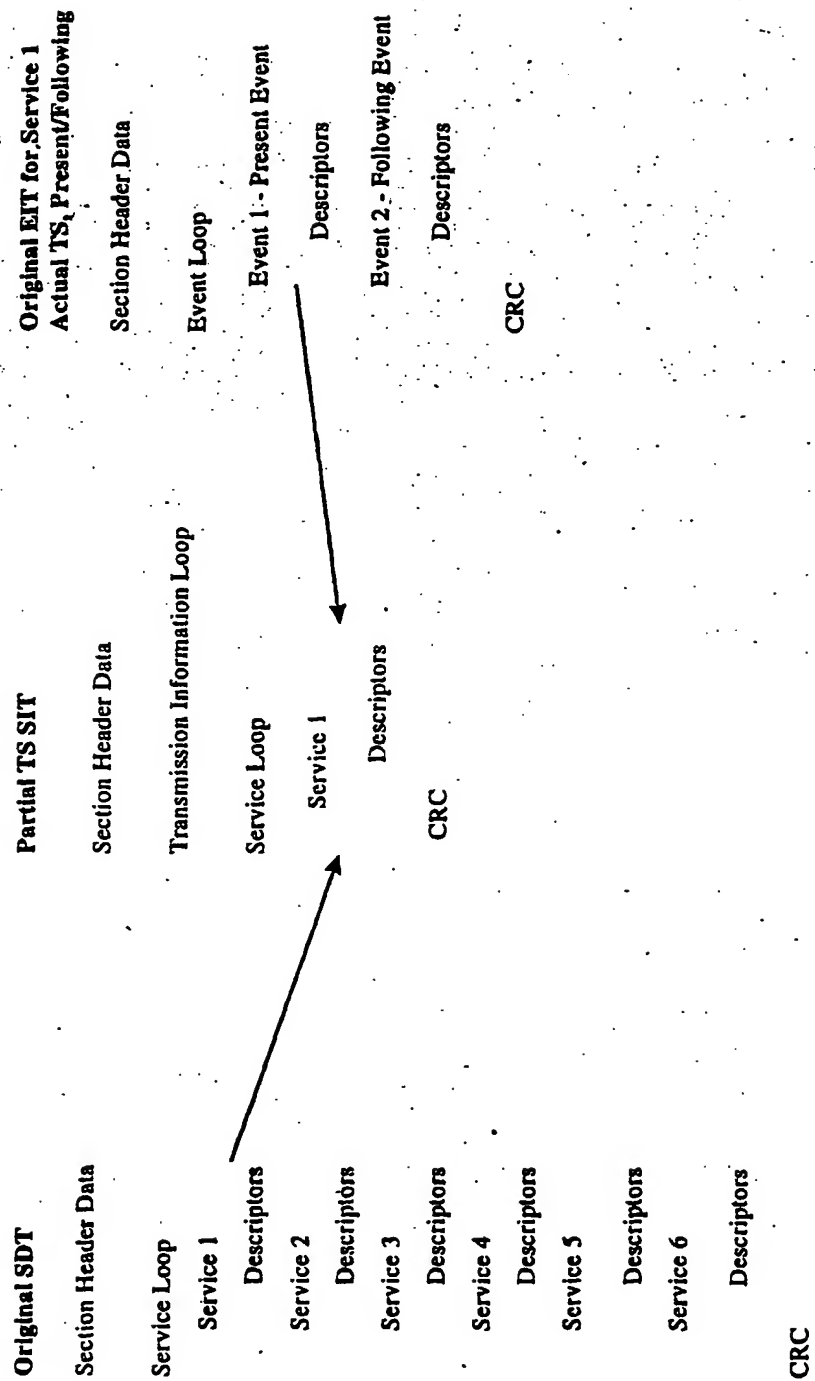 Original SDT
Section Header Data
Service Loop
Service 1
Descriptors
Service 2
Descriptors
Service 3
Descriptors
Service 4
Descriptors
Service 5
Descriptors
Service 6
Descriptors
CRC
Partial TS SIT
Section Header Data
Transmission Information Loop
Service Loop
Service 1
Descriptors
CRC
Original EIT for Service 1
Actual TS, Present/Following
Section Header Data
Event Loop
Event 1 - Present Event
Descriptors
Event 2 - Following Event
Descriptors
CRC